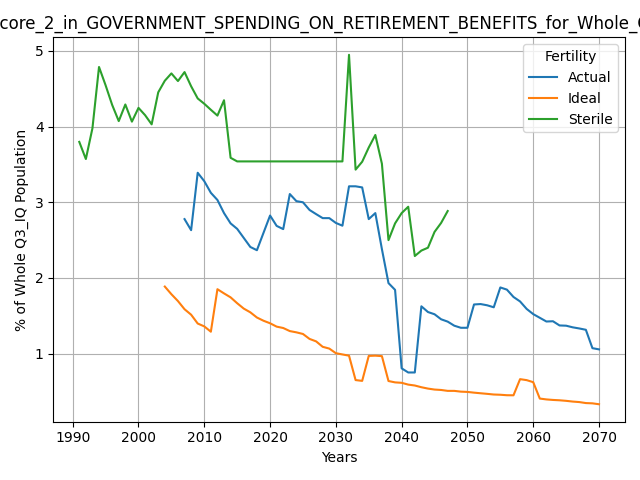 core_2_in_GOVERNMENT_SPENDING_ON_RETIREMENT_BENEFITS_for_Whole_
Fertility
Actual
Ideal
Sterile
% of Whole Q3_IQ Population
5
4
3
2
1
1990 2000 2010 2020 2030 2040 2050 2060 2070
Years